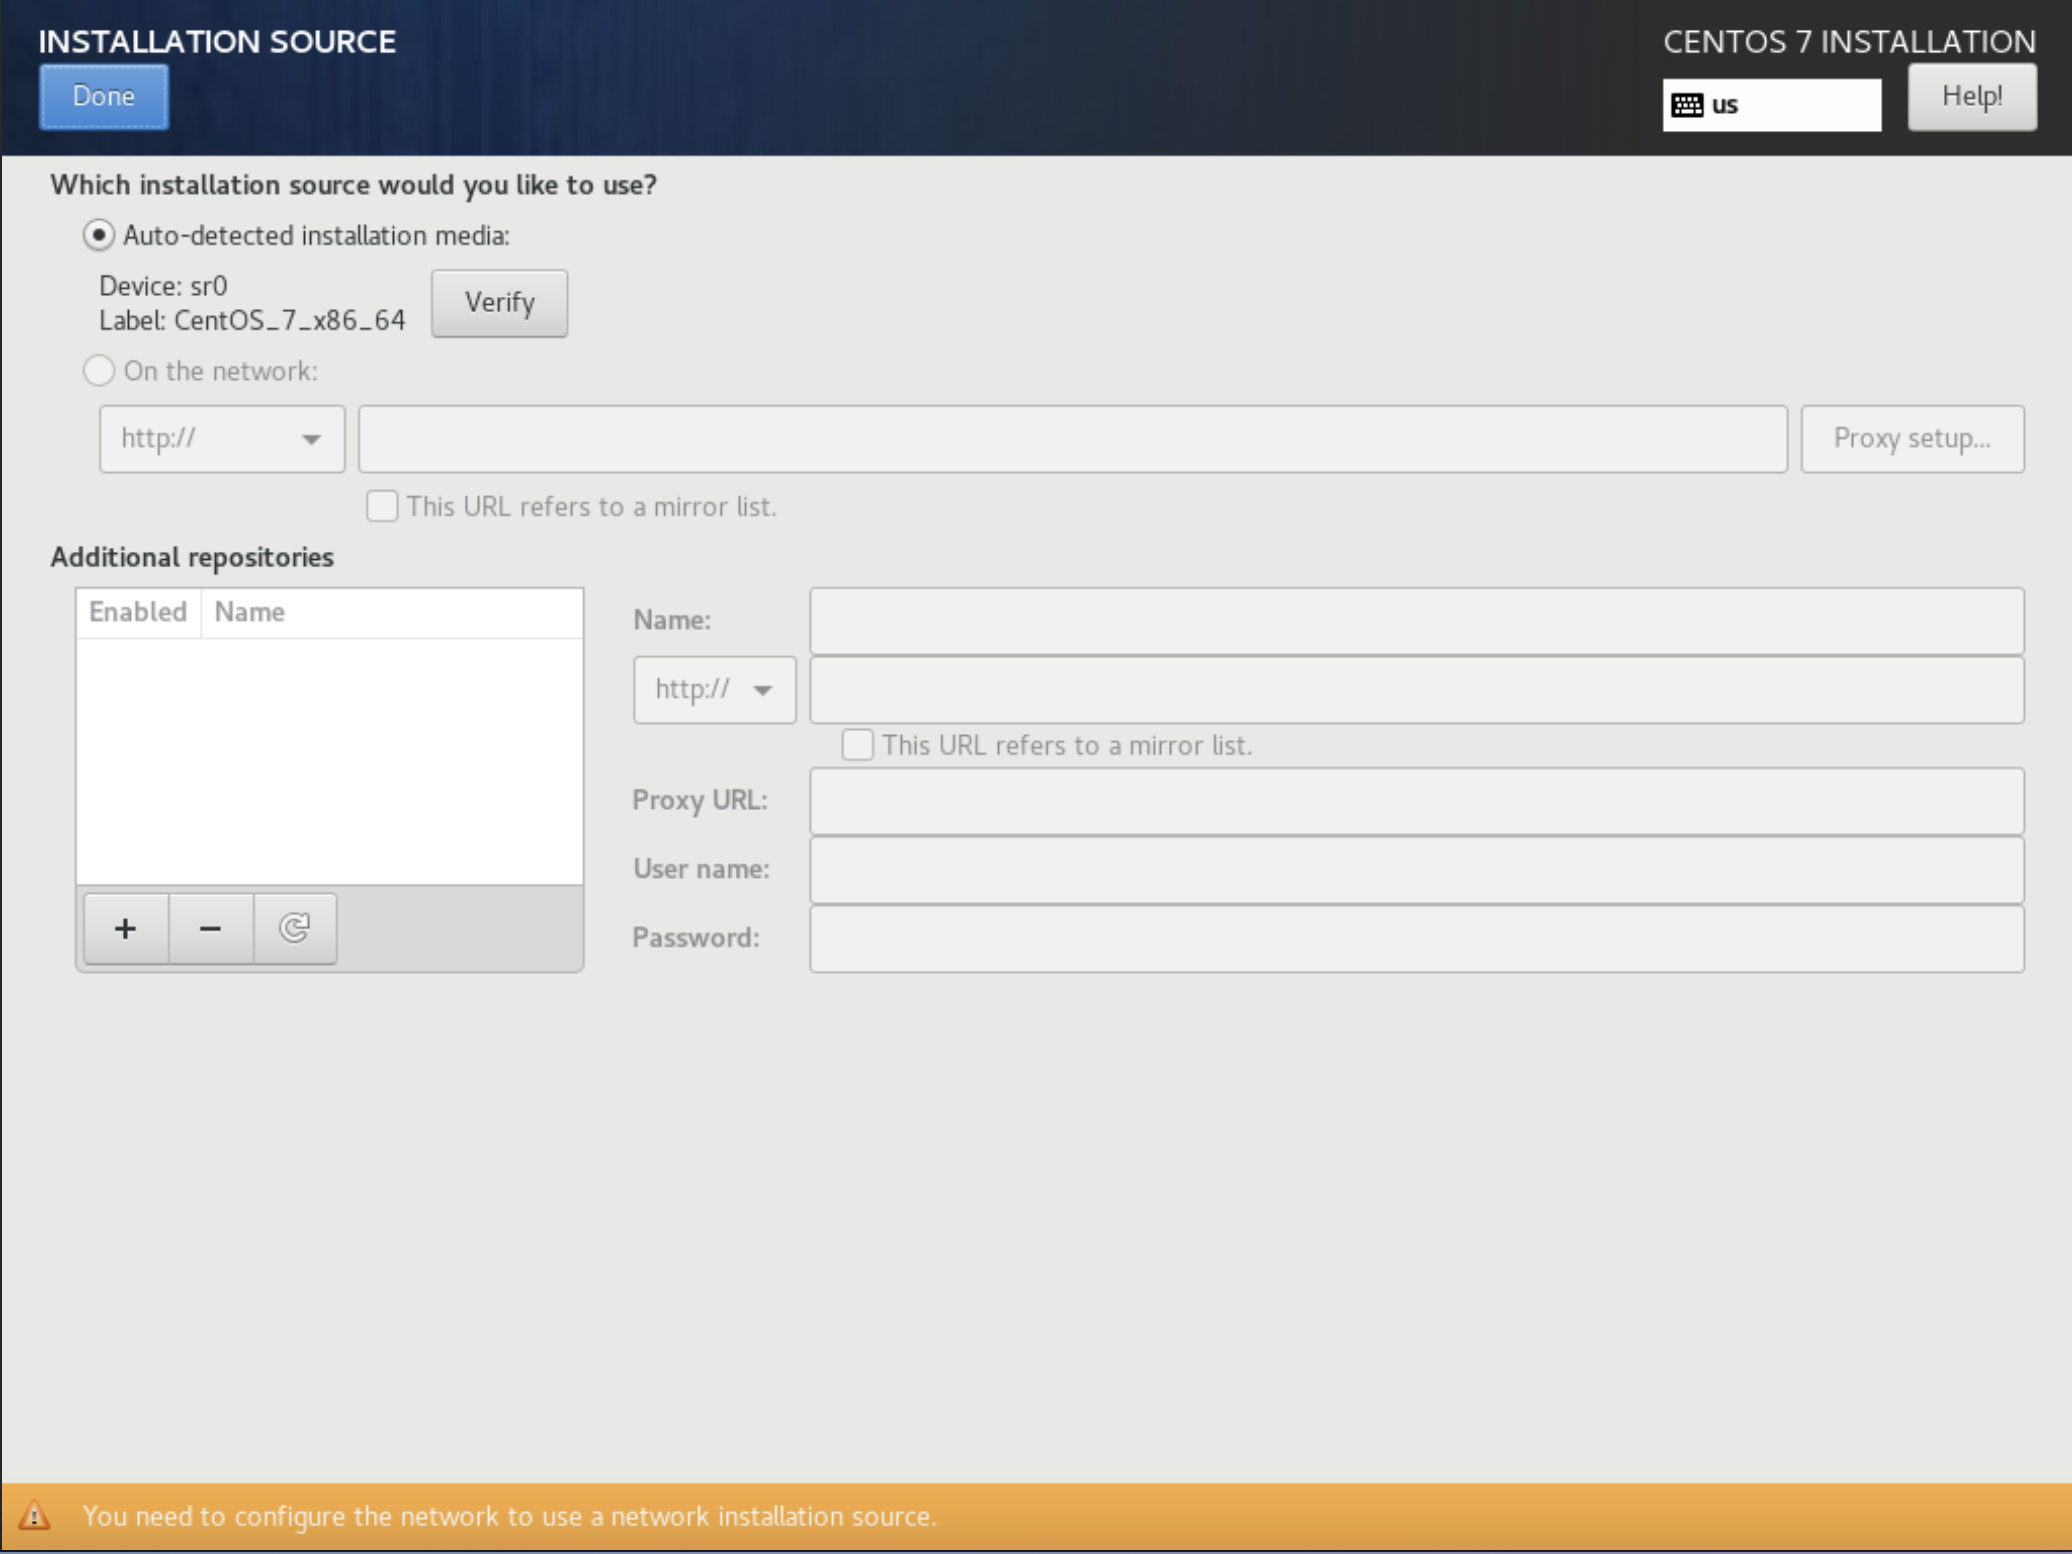 INSTALLATION SOURCE
CENTOS 7 INSTALLATION
Done
us
Help!
Which installation source would you like to use?
Auto-detected installation media:
Device: sr0
Label: CentOS_7_x86_64
Verify
On the network:
http://
Proxy setup...
This URL refers to a mirror list.
Additional repositories
Enabled Name
Name:
http://
This URL refers to a mirror list.
Proxy URL:
User name:
Password:
You need to configure the network to use a network installation source.